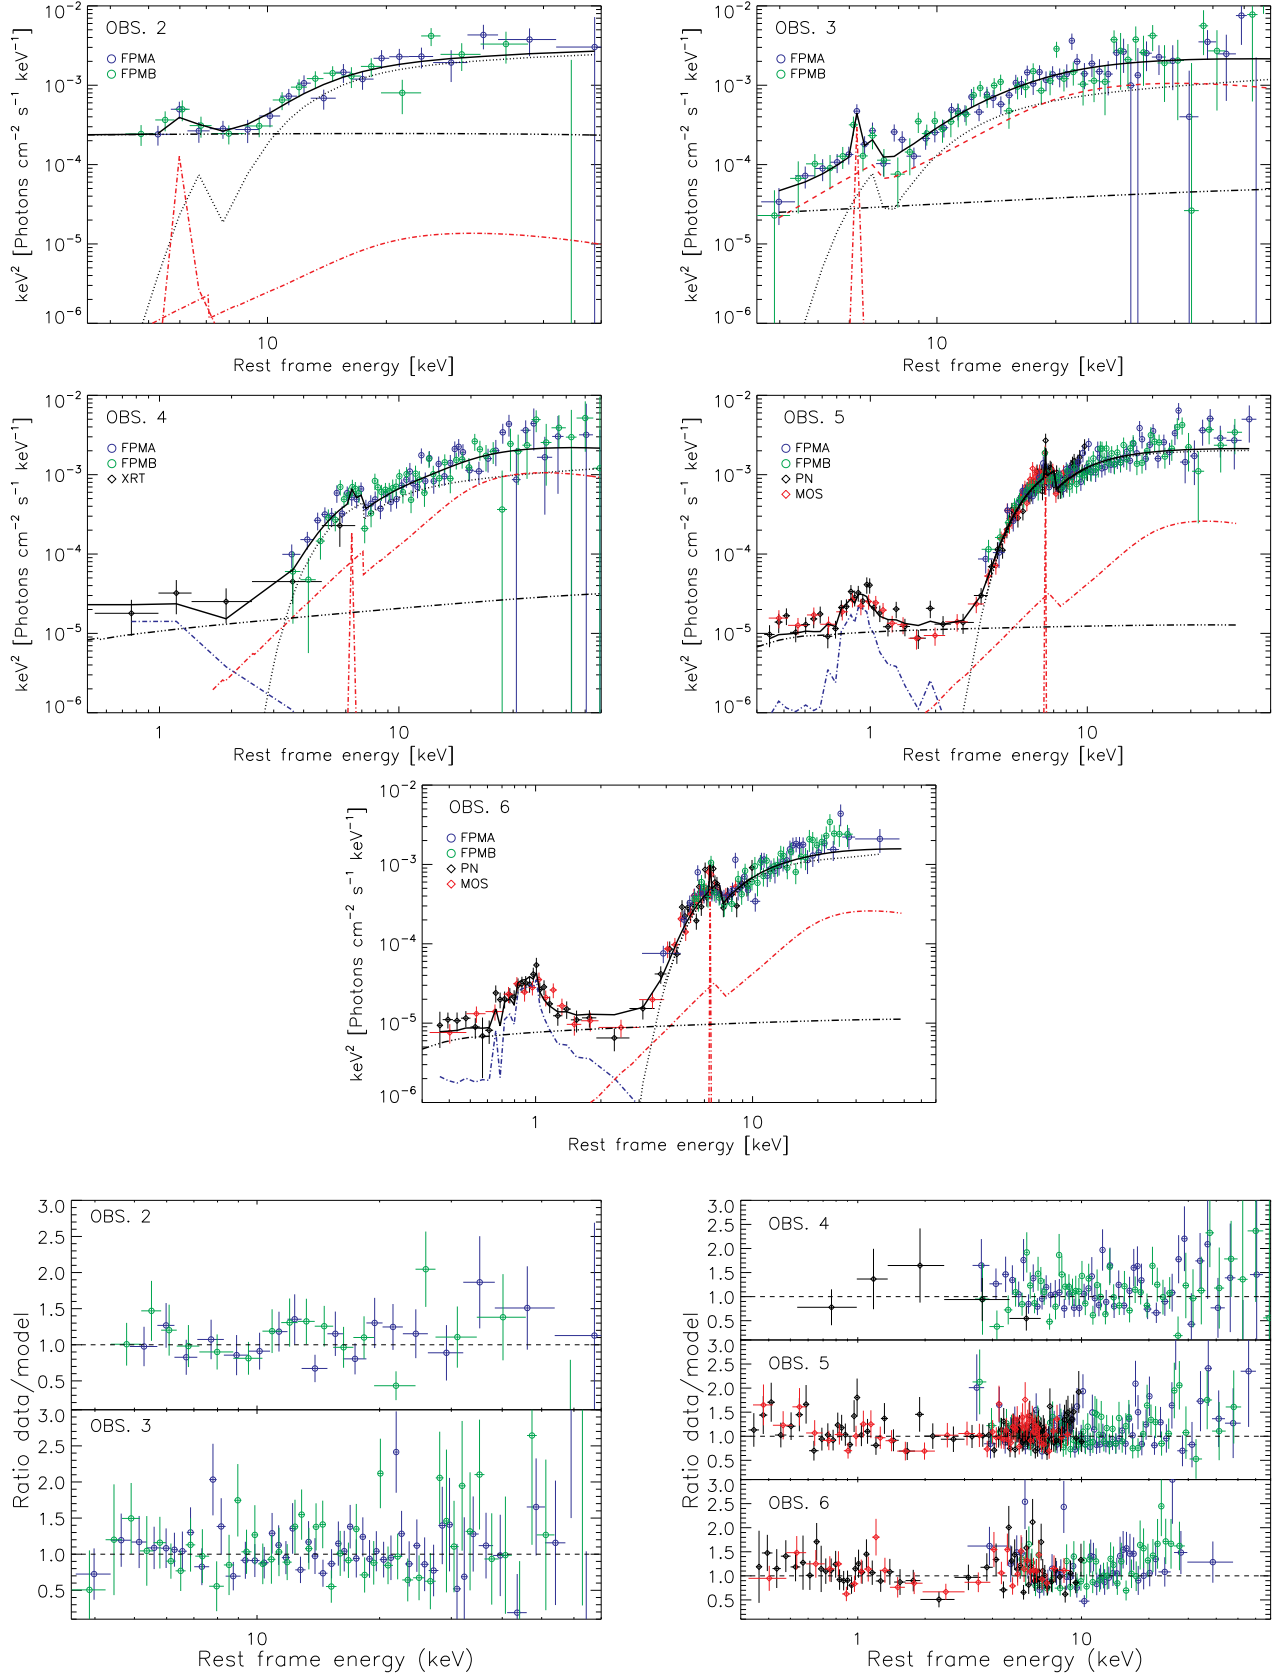 OBS. 2
FPMA
FPMB
keV² [Photons cm⁻² s⁻¹ keV⁻¹]
10⁻²
10⁻³
10⁻⁴
10⁻⁵
10⁻⁶
10
Rest frame energy [keV]
OBS. 3
FPMA
FPMB
keV² [Photons cm⁻² s⁻¹ keV⁻¹]
10⁻²
10⁻³
10⁻⁴
10⁻⁵
10⁻⁶
10
Rest frame energy [keV]
OBS. 4
FPMA
FPMB
XRT
keV² [Photons cm⁻² s⁻¹ keV⁻¹]
10⁻²
10⁻³
10⁻⁴
10⁻⁵
10⁻⁶
1 10
Rest frame energy [keV]
OBS. 5
FPMA
FPMB
PN
MOS
keV² [Photons cm⁻² s⁻¹ keV⁻¹]
10⁻²
10⁻³
10⁻⁴
10⁻⁵
10⁻⁶
1 10
Rest frame energy [keV]
OBS. 6
FPMA
FPMB
PN
MOS
keV² [Photons cm⁻² s⁻¹ keV⁻¹]
10⁻²
10⁻³
10⁻⁴
10⁻⁵
10⁻⁶
1 10
Rest frame energy [keV]
Ratio data/model
OBS. 2
3.0
2.5
2.0
1.5
1.0
0.5
OBS. 3
3.0
2.5
2.0
1.5
1.0
0.5
10
Rest frame energy (keV)
Ratio data/model
OBS. 4
3.0
2.5
2.0
1.5
1.0
0.5
OBS. 5
3.0
2.5
2.0
1.5
1.0
0.5
OBS. 6
3.0
2.5
2.0
1.5
1.0
0.5
1 10
Rest frame energy (keV)